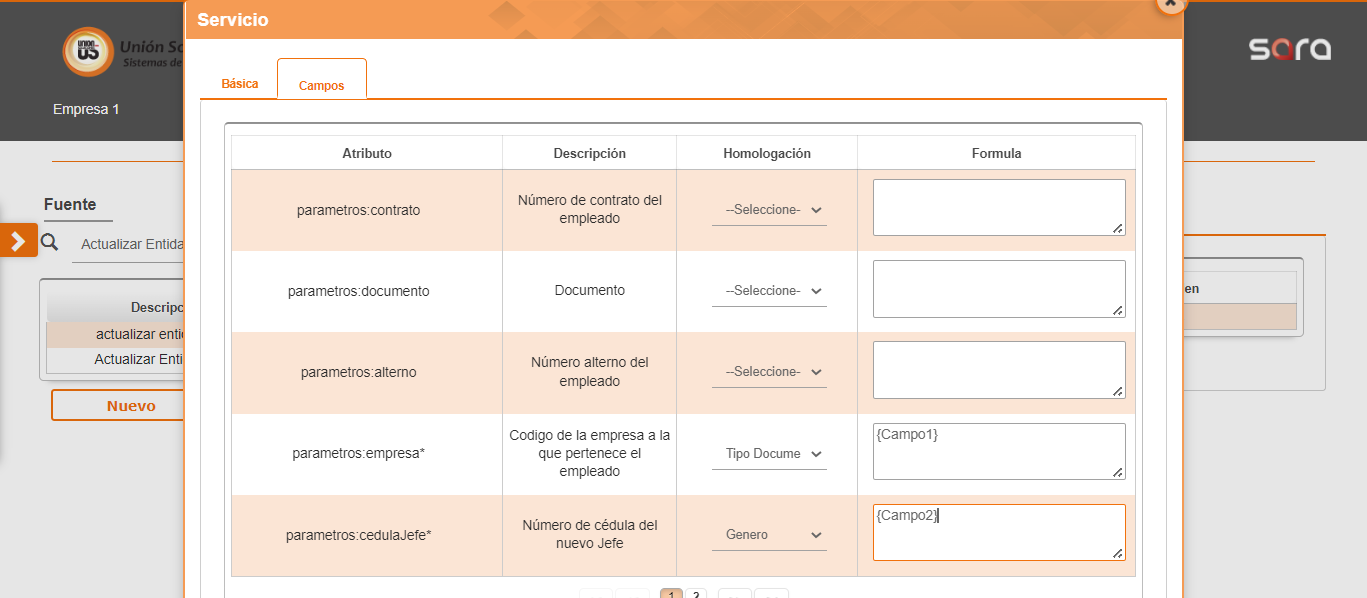 Servicio
UNION
US
Unión So
Sistemas de
sara
Empresa 1
Básica
Campos
Atributo
Descripción
Homologación
Formula
parametros:contrato
Número de contrato del
empleado
--Seleccione-
parametros:documento
Documento
--Seleccione-
parametros:alterno
Número alterno del
empleado
--Seleccione-
parametros:empresa*
Codigo de la empresa a la
que pertenece el
empleado
Tipo Docume
{Campo1}
parametros:cedulaJefe*
Número de cédula del
nuevo Jefe
Genero
{Campo2}
1
2
Fuente
Actualizar Entida
Descripc
actualizar enti
Actualizar Enti
Nuevo
en